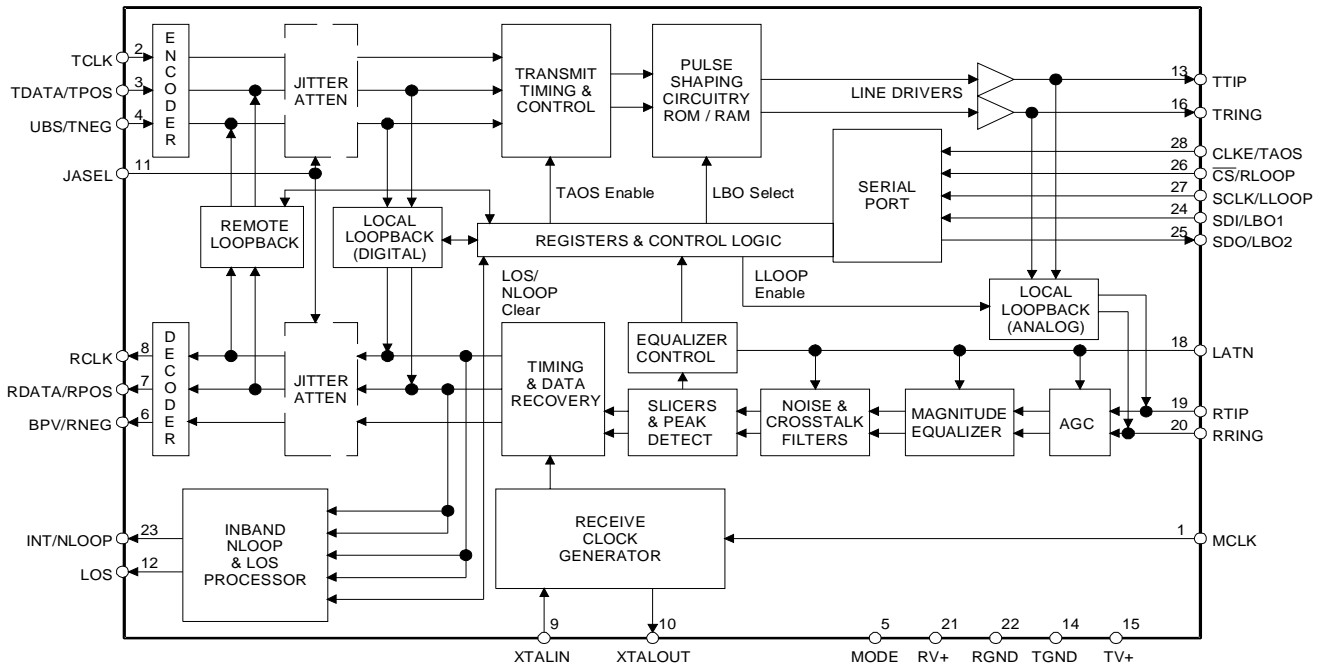 E
N
C
O
D
E
R
TCLK 2
TDATA/TPOS 3
UBS/TNEG 4
JASEL 11
JITTER
ATTEN
TRANSMIT
TIMING &
CONTROL
PULSE
SHAPING
CIRCUITRY
ROM / RAM
LINE DRIVERS
13 TTIP
16 TRING
28 CLKE/TAOS
26 CS/RLOOP
27 SCLK/LLOOP
24 SDI/LBO1
25 SDO/LBO2
SERIAL
PORT
TAOS Enable
LBO Select
REMOTE
LOOPBACK
LOCAL
LOOPBACK
(DIGITAL)
REGISTERS & CONTROL LOGIC
LOS/
NLOOP
Clear
LLOOP
Enable
LOCAL
LOOPBACK
(ANALOG)
D
E
C
O
D
E
R
RCLK 8
RDATA/RPOS 7
BPV/RNEG 6
JITTER
ATTEN
TIMING
& DATA
RECOVERY
EQUALIZER
CONTROL
SLICERS
& PEAK
DETECT
NOISE &
CROSSTALK
FILTERS
MAGNITUDE
EQUALIZER
AGC
18 LATN
19 RTIP
20 RRING
INT/NLOOP 23
LOS 12
INBAND
NLOOP
& LOS
PROCESSOR
RECEIVE
CLOCK
GENERATOR
1 MCLK
9 10 5 21 22 14 15
XTALIN XTALOUT MODE RV+ RGND TGND TV+